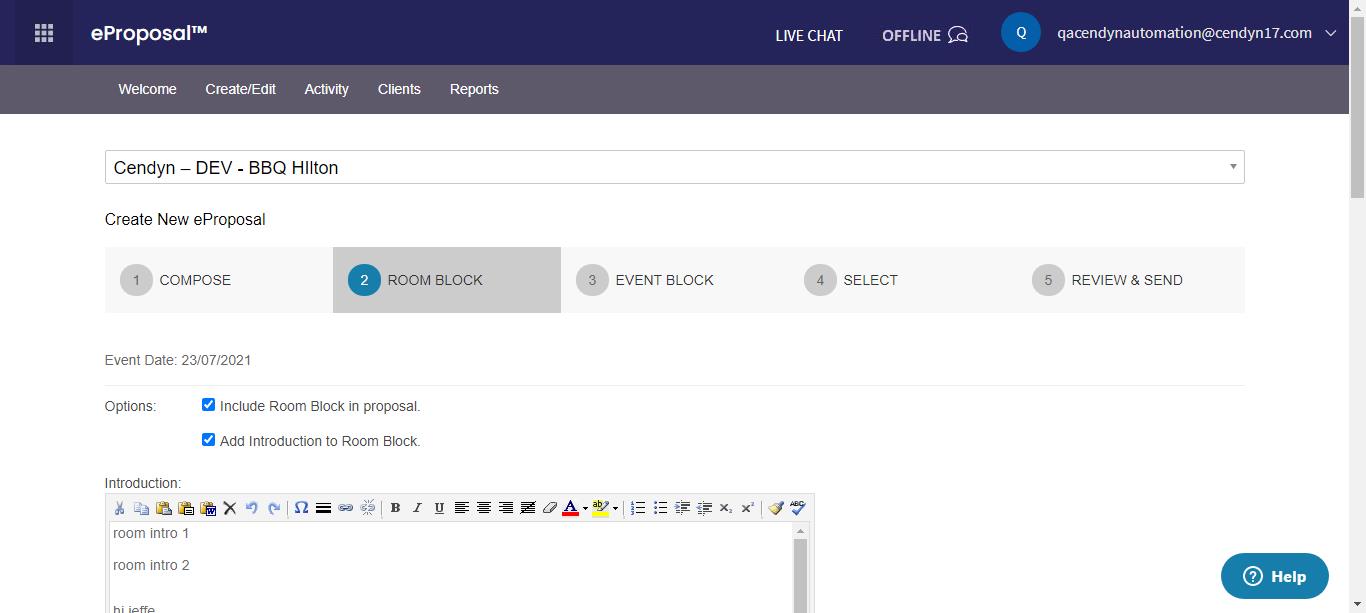 eProposal™
LIVE CHAT
OFFLINE
Q
qacendynautomation@cendyn17.com
Welcome
Create/Edit
Activity
Clients
Reports
Cendyn – DEV - BBQ HIlton
Create New eProposal
1 COMPOSE
2 ROOM BLOCK
3 EVENT BLOCK
4 SELECT
5 REVIEW & SEND
Event Date: 23/07/2021
Options:
Include Room Block in proposal.
Add Introduction to Room Block.
Introduction:
room intro 1
room intro 2
hi jeffe
? Help